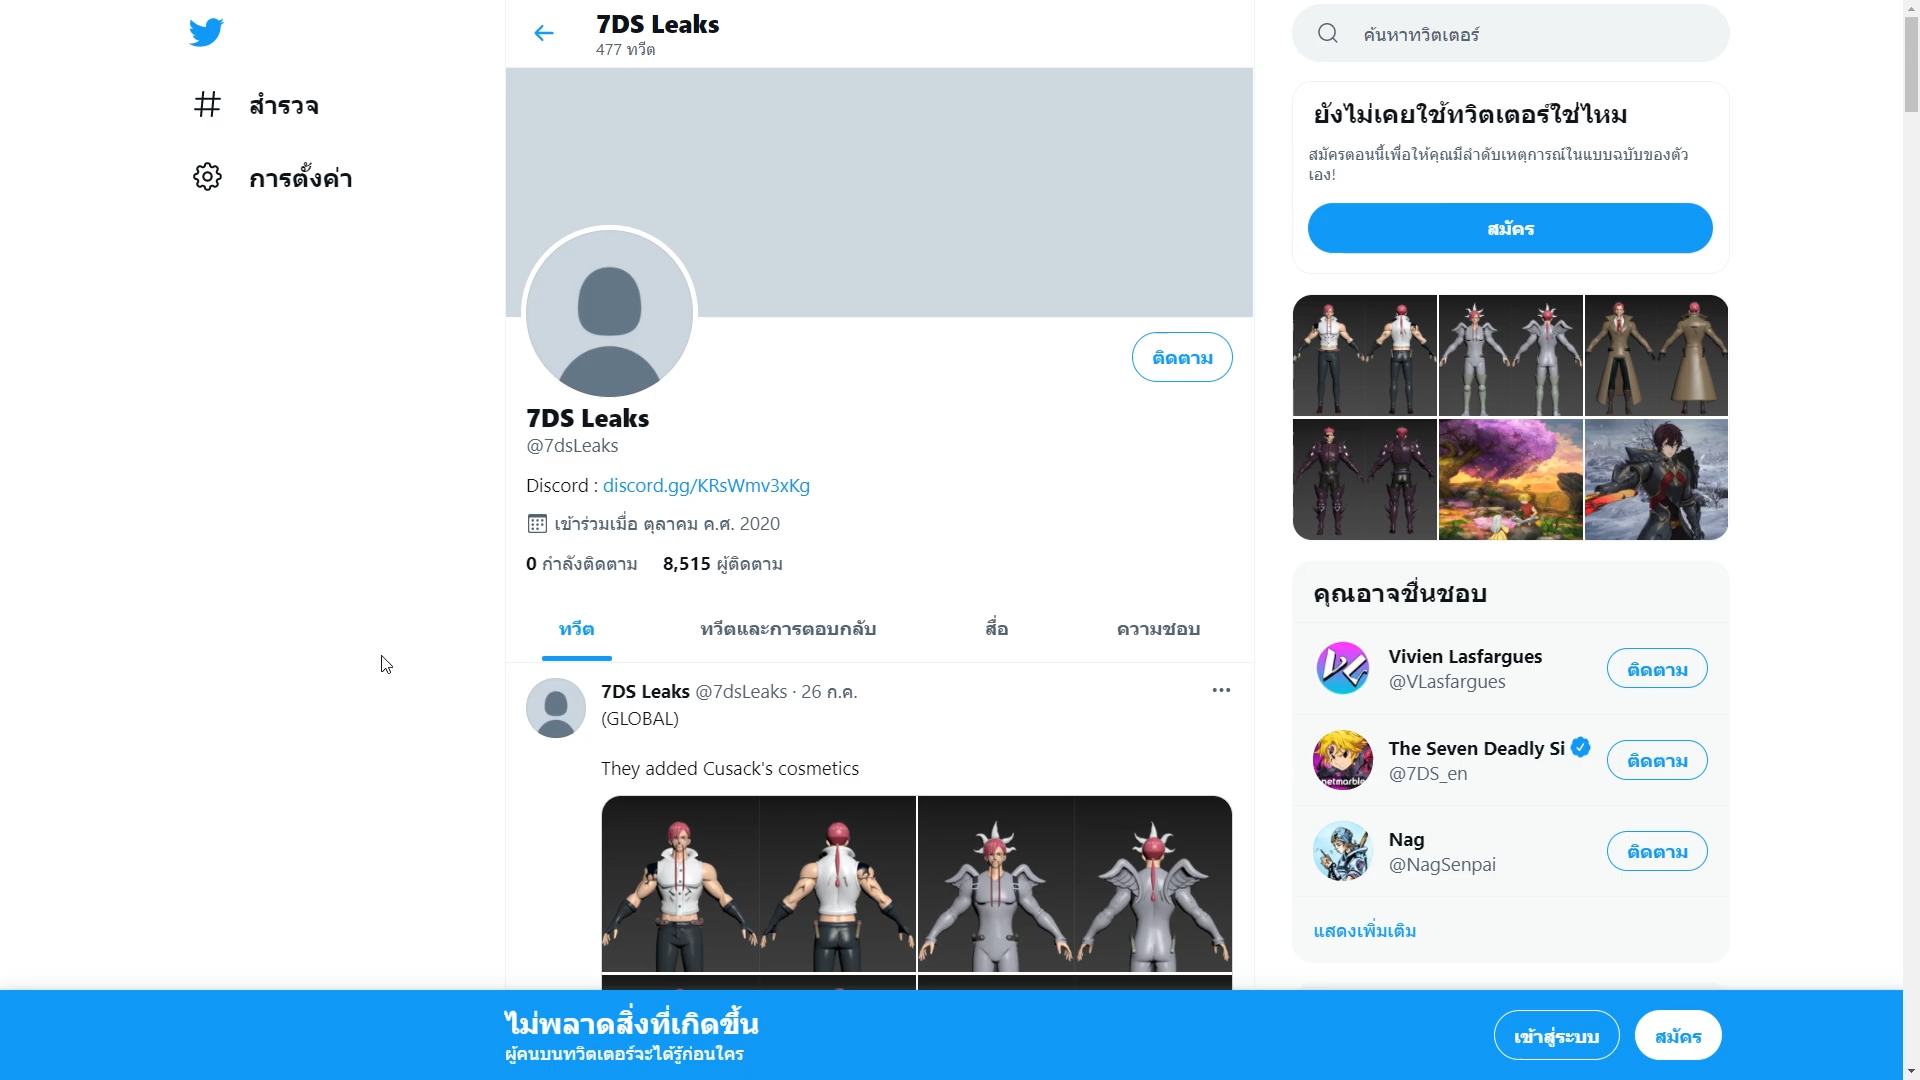 สำรวจ
การตั้งค่า
7DS Leaks
477 ทวีต
ติดตาม
7DS Leaks
@7dsLeaks
Discord : discord.gg/KRsWmv3xKg
เข้าร่วมเมื่อ ตุลาคม ค.ศ. 2020
0 กำลังติดตาม 8,515 ผู้ติดตาม
ทวีต ทวีตและการตอบกลับ สื่อ ความชอบ
7DS Leaks @7dsLeaks · 26 ก.ค.
(GLOBAL)
They added Cusack's cosmetics
ค้นหาทวิตเตอร์
ยังไม่เคยใช้ทวิตเตอร์ใช่ไหม
สมัครตอนนี้เพื่อให้คุณมีลำดับเหตุการณ์ในแบบฉบับของตัว
เอง!
สมัคร
คุณอาจชื่นชอบ
Vivien Lasfargues
@VLasfargues
ติดตาม
netmarble
The Seven Deadly Si
@7DS_en
ติดตาม
Nag
@NagSenpai
ติดตาม
แสดงเพิ่มเติม
ไม่พลาดสิ่งที่เกิดขึ้น
ผู้คนบนทวิตเตอร์จะได้รู้ก่อนใคร
เข้าสู่ระบบ
สมัคร